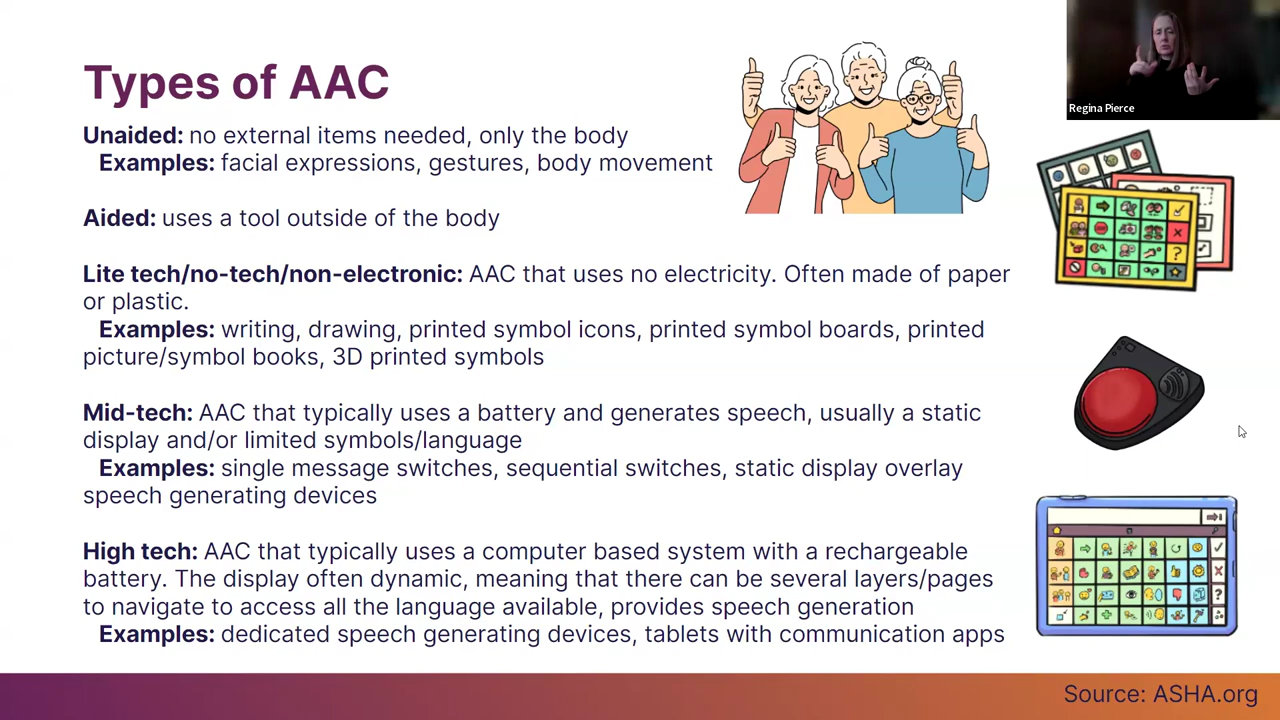 Types of AAC
Regina Pierce
Unaided: no external items needed, only the body
Examples: facial expressions, gestures, body movement
Aided: uses a tool outside of the body
Lite tech/no-tech/non-electronic: AAC that uses no electricity. Often made of paper
or plastic.
Examples: writing, drawing, printed symbol icons, printed symbol boards, printed
picture/symbol books, 3D printed symbols
Mid-tech: AAC that typically uses a battery and generates speech, usually a static
display and/or limited symbols/language
Examples: single message switches, sequential switches, static display overlay
speech generating devices
High tech: AAC that typically uses a computer based system with a rechargeable
battery. The display often dynamic, meaning that there can be several layers/pages
to navigate to access all the language available, provides speech generation
Examples: dedicated speech generating devices, tablets with communication apps
Source: ASHA.org